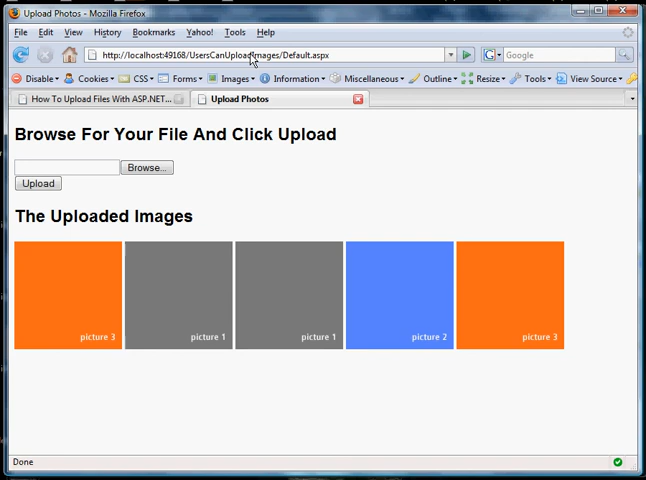 Upload Photos - Mozilla Firefox
File Edit View History Bookmarks Yahoo! Tools Help
http://localhost:49168/UsersCanUploadImages/Default.aspx Google
Disable Cookies CSS Forms Images Information Miscellaneous Outline Resize Tools View Source
How To Upload Files With ASP.NET... Upload Photos
Browse For Your File And Click Upload
Browse...
Upload
The Uploaded Images
picture 3 picture 1 picture 1 picture 2 picture 3
Done